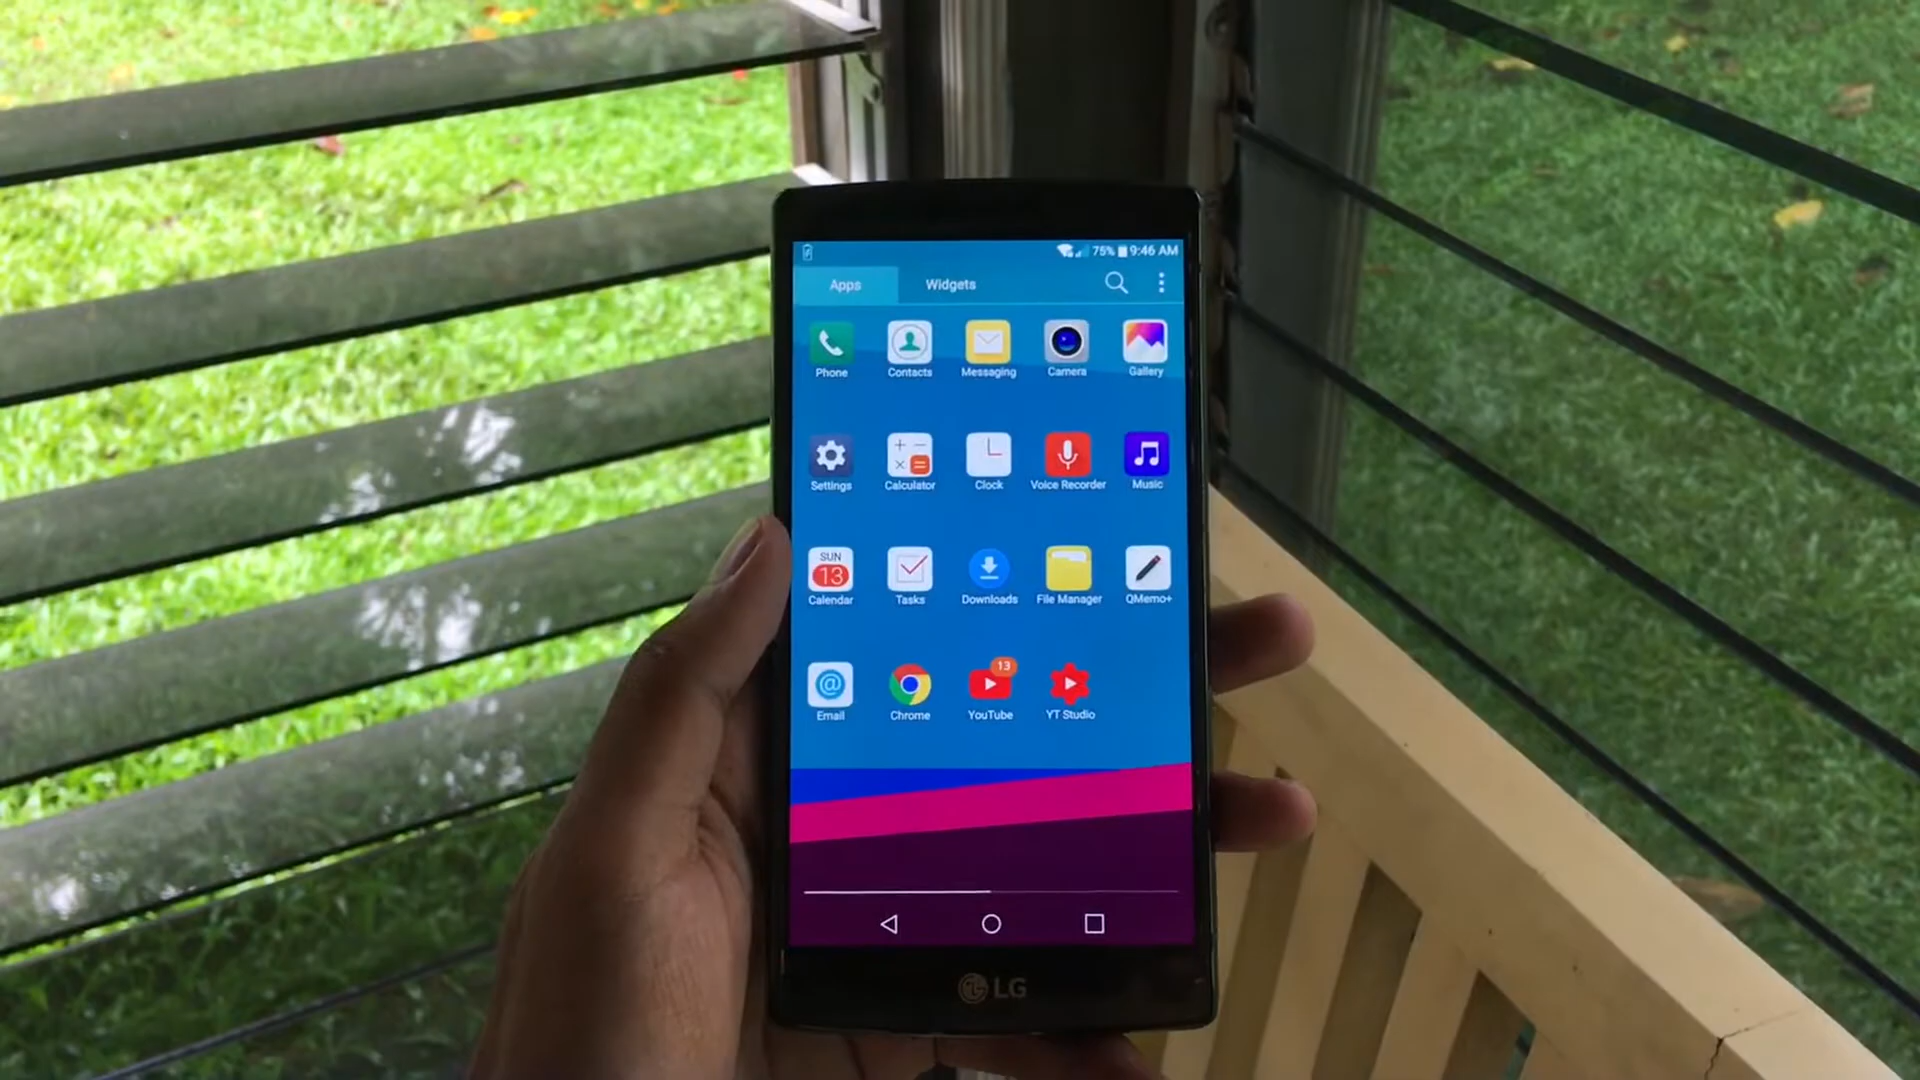 75% 9:46 AM
Apps Widgets
Phone Contacts Messaging Camera Gallery
Settings Calculator Clock Voice Recorder Music
SUN
13
Calendar Tasks Downloads File Manager QMemo+
@ 13
Email Chrome YouTube YT Studio
LG